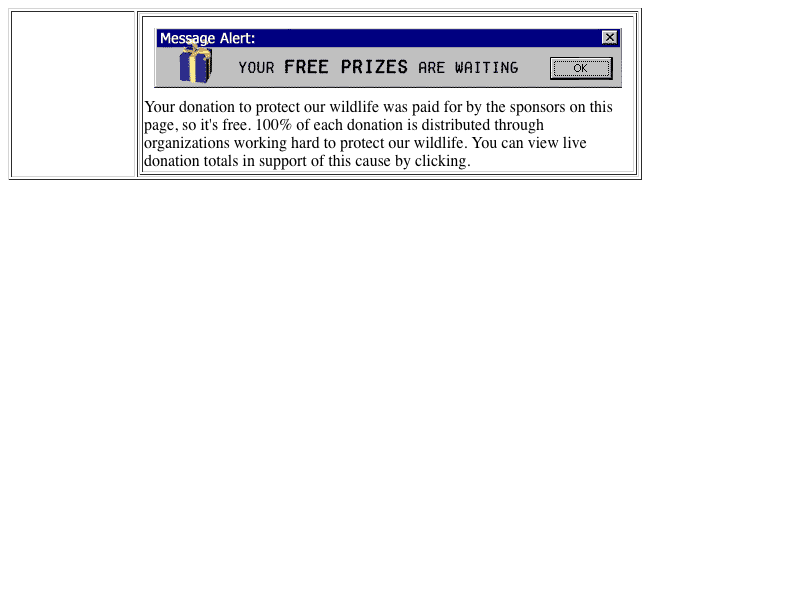 Message Alert:
YOUR FREE PRIZES ARE WAITING
OK
Your donation to protect our wildlife was paid for by the sponsors on this
page, so it's free. 100% of each donation is distributed through
organizations working hard to protect our wildlife. You can view live
donation totals in support of this cause by clicking.